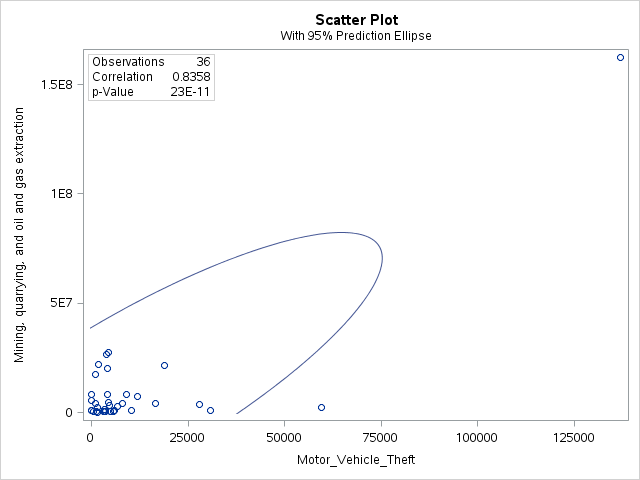 Scatter Plot
With 95% Prediction Ellipse
Observations 36
Correlation 0.8358
p-Value 23E-11
Mining, quarrying, and oil and gas extraction
1.5E8
1E8
5E7
0
0 25000 50000 75000 100000 125000
Motor_Vehicle_Theft